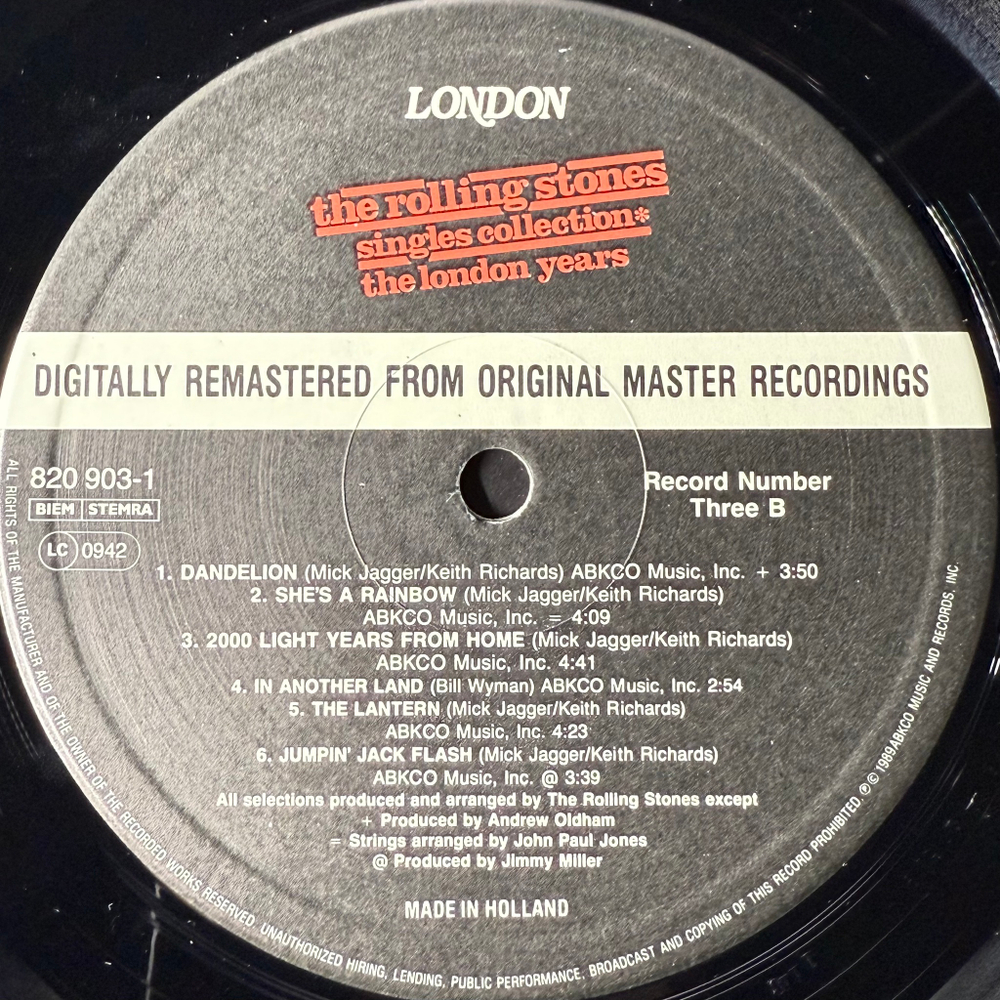 LONDON
the rolling stones
singles collection*
the london years
DIGITALLY REMASTERED FROM ORIGINAL MASTER RECORDINGS
820 903-1
BIEM STEMRA
LC 0942
Record Number
Three B
1. DANDELION (Mick Jagger/Keith Richards) ABKCO Music, Inc. + 3:50
2. SHE'S A RAINBOW (Mick Jagger/Keith Richards)
ABKCO Music, Inc. = 4:09
3. 2000 LIGHT YEARS FROM HOME (Mick Jagger/Keith Richards)
ABKCO Music, Inc. 4:41
4. IN ANOTHER LAND (Bill Wyman) ABKCO Music, Inc. 2:54
5. THE LANTERN (Mick Jagger/Keith Richards)
ABKCO Music, Inc. 4:23
6. JUMPIN' JACK FLASH (Mick Jagger/Keith Richards)
ABKCO Music, Inc. @ 3:39
All selections produced and arranged by The Rolling Stones except
+ Produced by Andrew Oldham
= Strings arranged by John Paul Jones
@ Produced by Jimmy Miller
MADE IN HOLLAND
ALL RIGHTS OF THE MANUFACTURER AND OF THE OWNER OF THE RECORDED WORKS RESERVED. UNAUTHORIZED HIRING, LENDING, PUBLIC PERFORMANCE, BROADCAST AND COPYING OF THIS RECORD PROHIBITED. ℗ © 1989 ABKCO MUSIC AND RECORDS, INC